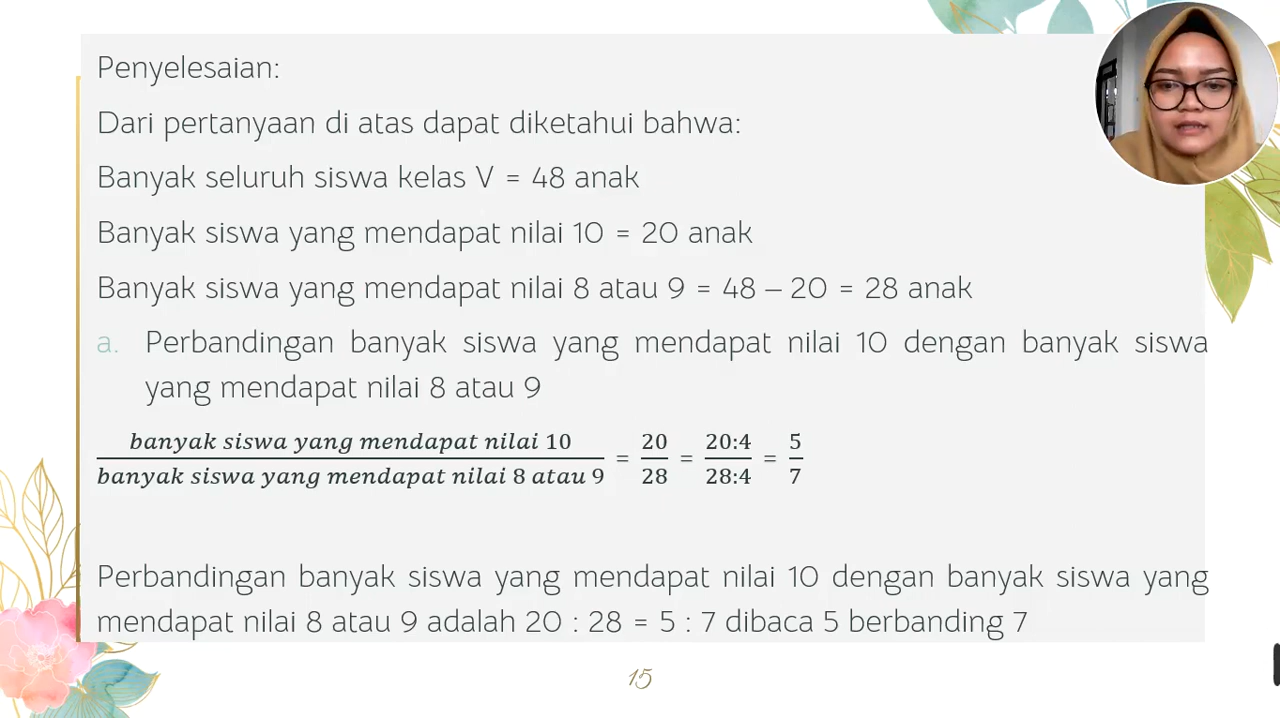 Penyelesaian:
Dari pertanyaan di atas dapat diketahui bahwa:
Banyak seluruh siswa kelas V = 48 anak
Banyak siswa yang mendapat nilai 10 = 20 anak
Banyak siswa yang mendapat nilai 8 atau 9 = 48 – 20 = 28 anak
a. Perbandingan banyak siswa yang mendapat nilai 10 dengan banyak siswa
yang mendapat nilai 8 atau 9
banyak siswa yang mendapat nilai 10 / banyak siswa yang mendapat nilai 8 atau 9 = 20/28 = 20:4/28:4 = 5/7
Perbandingan banyak siswa yang mendapat nilai 10 dengan banyak siswa yang
mendapat nilai 8 atau 9 adalah 20 : 28 = 5 : 7 dibaca 5 berbanding 7
15